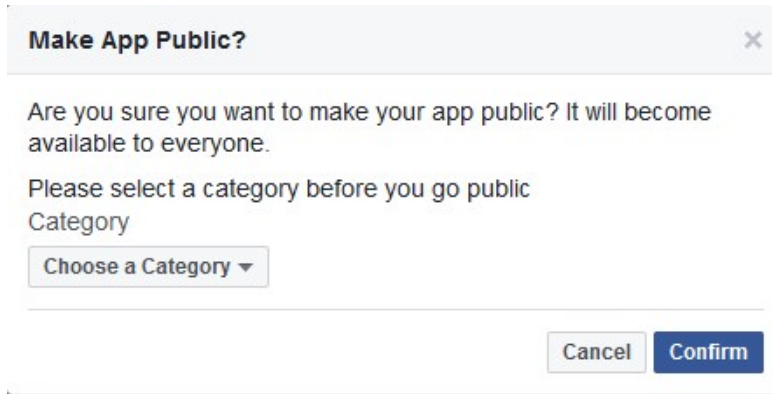 Make App Public?
Are you sure you want to make your app public? It will become
available to everyone.
Please select a category before you go public
Category
Choose a Category
Cancel Confirm